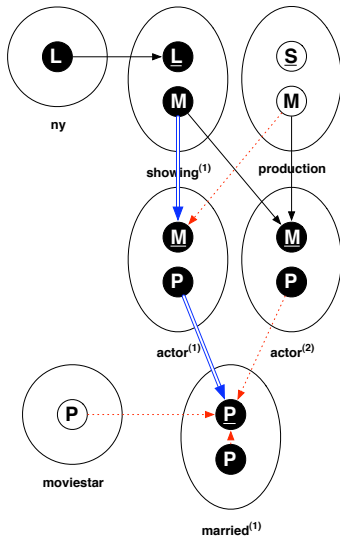 L
L
S
M
M
ny
showing(1)
production
M
M
P
P
actor(1)
actor(2)
P
P
moviestar
P
married(1)